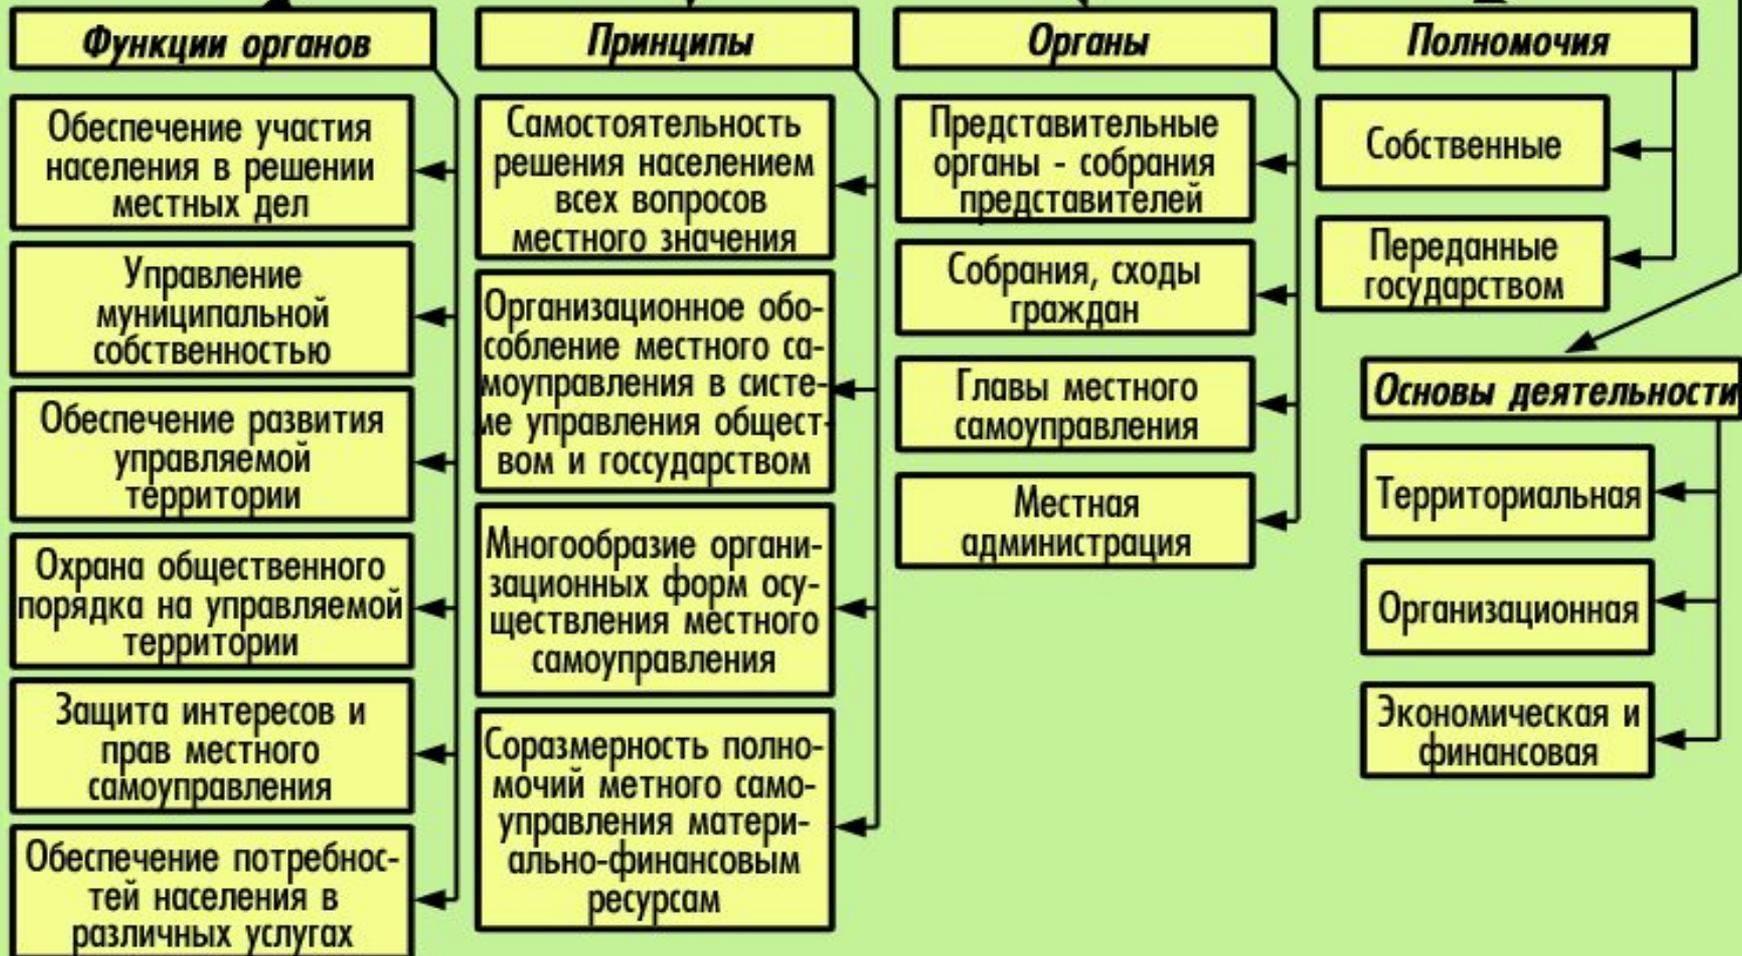 Функции органов
Обеспечение участия
населения в решении
местных дел
Управление
муниципальной
собственностью
Обеспечение развития
управляемой
территории
Охрана общественного
порядка на управляемой
территории
Защита интересов и
прав местного
самоуправления
Обеспечение потребнос-
тей населения в
различных услугах
Принципы
Самостоятельность
решения населением
всех вопросов
местного значения
Организационное обо-
собление местного са-
моуправления в систе-
ме управления общест-
вом и госсударством
Многообразие органи-
зационных форм осу-
ществления местного
самоуправления
Соразмерность полно-
мочий метного само-
управления матери-
ально-финансовым
ресурсам
Органы
Представительные
органы - собрания
представителей
Собрания, сходы
граждан
Главы местного
самоуправления
Местная
администрация
Полномочия
Собственные
Переданные
государством
Основы деятельности
Территориальная
Организационная
Экономическая и
финансовая